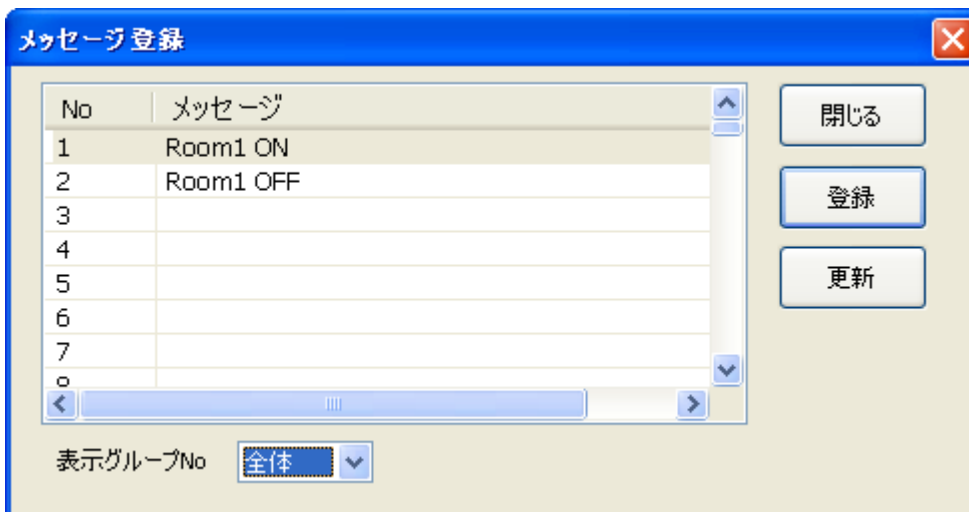 メッセージ登録
No メッセージ
閉じる
1 Room1 ON
2 Room1 OFF
登録
3
4
5
更新
6
7
8
表示グループNo 全体